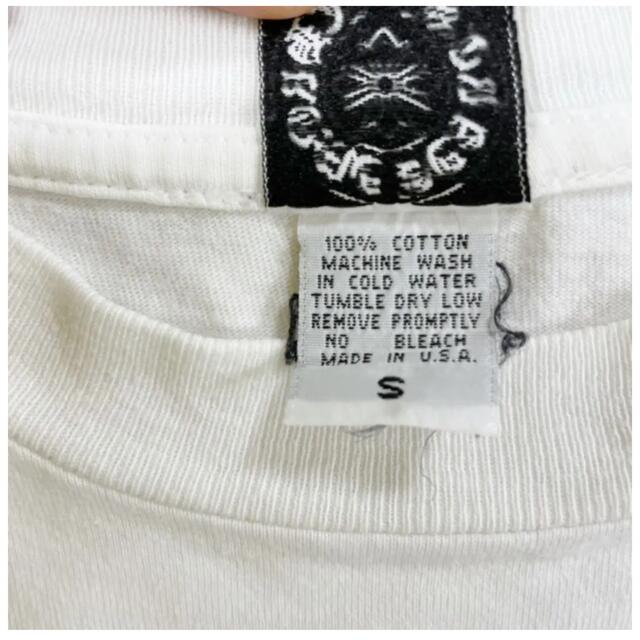 100% COTTON
MACHINE WASH
IN COLD WATER
TUMBLE DRY LOW
REMOVE PROMPTLY
NO BLEACH
MADE IN U.S.A.
S